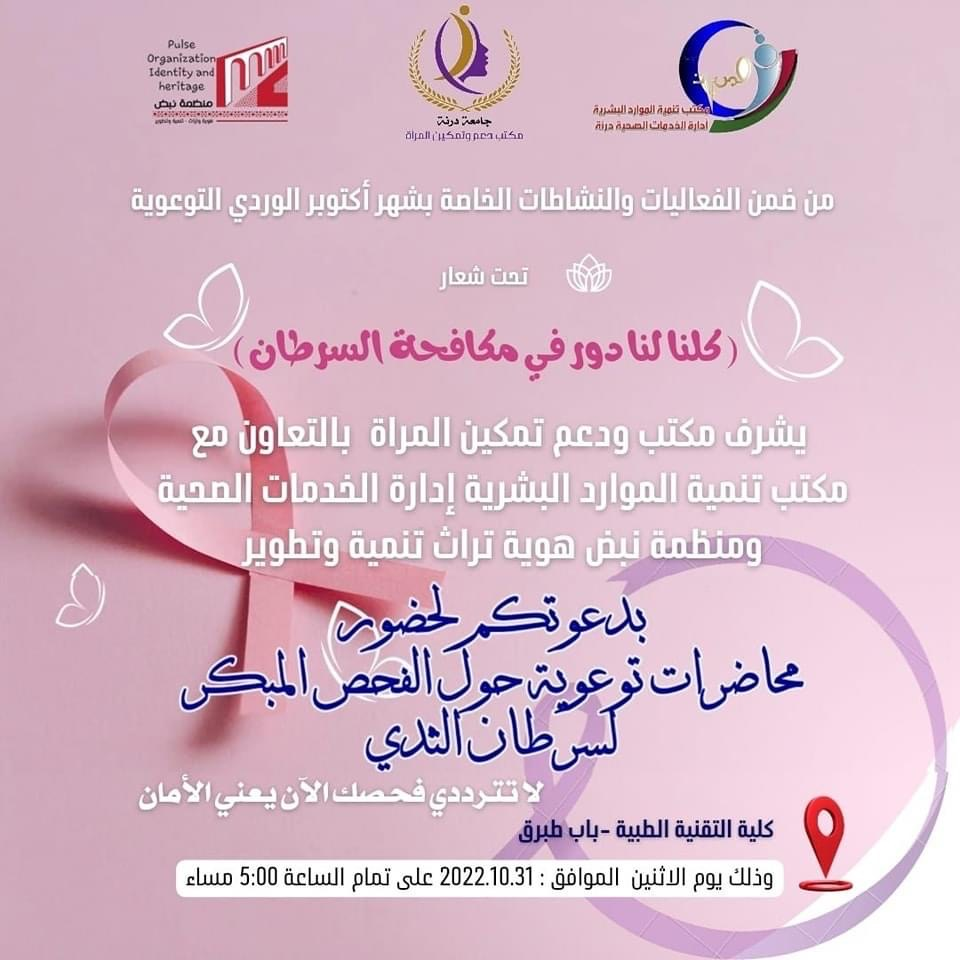 Pulse
Organization
Identity and
heritage
منظمة نبض
هوية وتراث - تنمية وتطوير
جامعة درنة
مكتب دعم وتمكين المراة
مكتب تنمية الموارد البشرية
إدارة الخدمات الصحية درنة
من ضمن الفعاليات والنشاطات الخاصة بشهر أكتوبر الوردي التوعوية
تحت شعار
( كلنا لنا دور في مكافحة السرطان )
يشرف مكتب ودعم تمكين المراة بالتعاون مع
مكتب تنمية الموارد البشرية إدارة الخدمات الصحية
ومنظمة نبض هوية تراث تنمية وتطوير
بدعوتكم لحضور
محاضرات توعوية حول الفحص المبكر
لسرطان الثدي
لا تترددي فحصك الآن يعني الأمان
كلية التقنية الطبية -باب طبرق
وذلك يوم الاثنين الموافق : 2022.10.31 على تمام الساعة 5:00 مساء